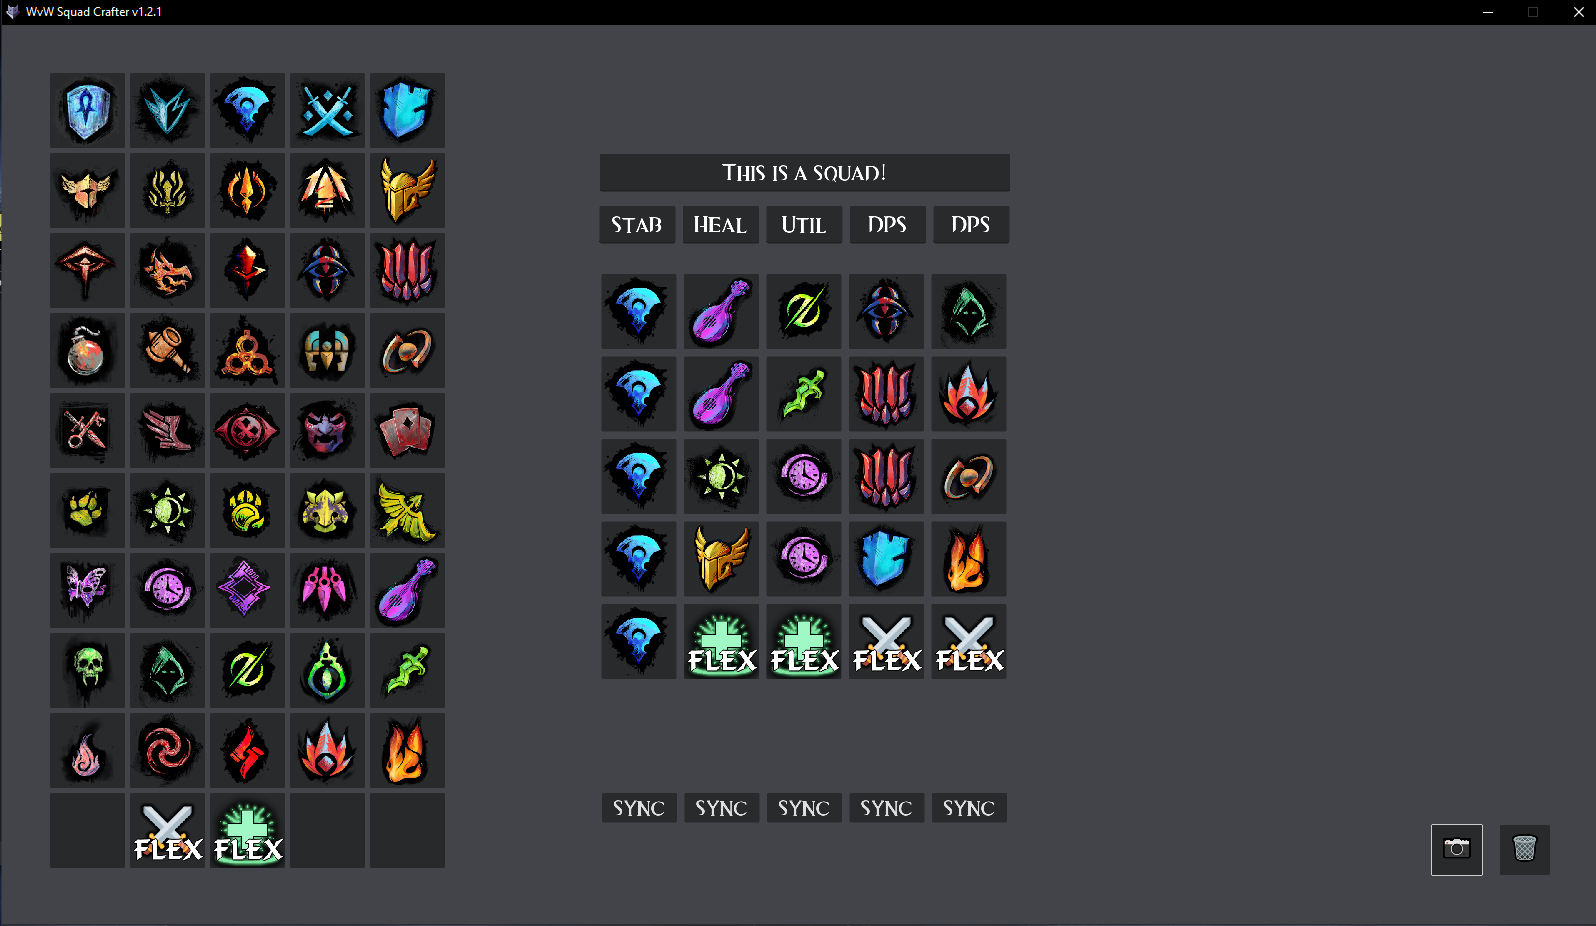 WvW Squad Crafter v1.2.1
THIS IS A SQUAD!
STAB HEAL UTIL DPS DPS
FLEX FLEX FLEX FLEX
SYNC SYNC SYNC SYNC SYNC
FLEX FLEX